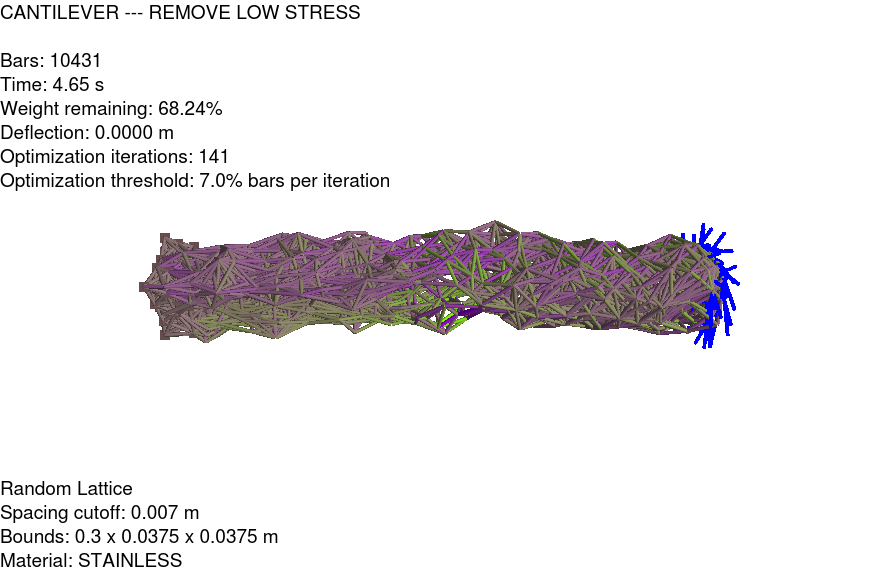 CANTILEVER --- REMOVE LOW STRESS
Bars: 10431
Time: 4.65 s
Weight remaining: 68.24%
Deflection: 0.0000 m
Optimization iterations: 141
Optimization threshold: 7.0% bars per iteration
Random Lattice
Spacing cutoff: 0.007 m
Bounds: 0.3 x 0.0375 x 0.0375 m
Material: STAINLESS